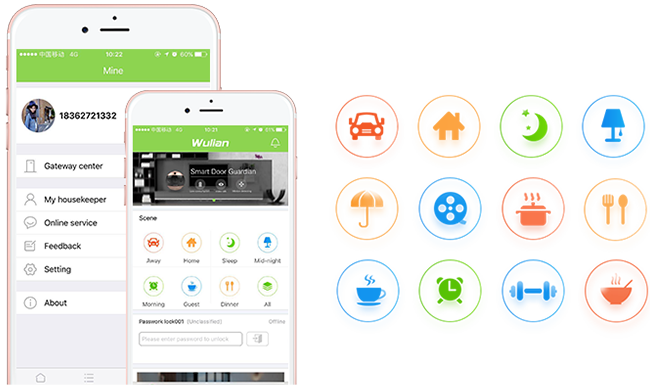 中国移动 4G 10:22 60%
Mine
18362721332
Gateway center
My housekeeper
Online service
Feedback
Setting
About
中国移动 4G 10:21
Wulian
Smart Door Guardian
Scene
Away Home Sleep Mid-night
Morning Guest Dinner All
Passwork lock001 (Unclassified) Offline
Please enter password to unlock